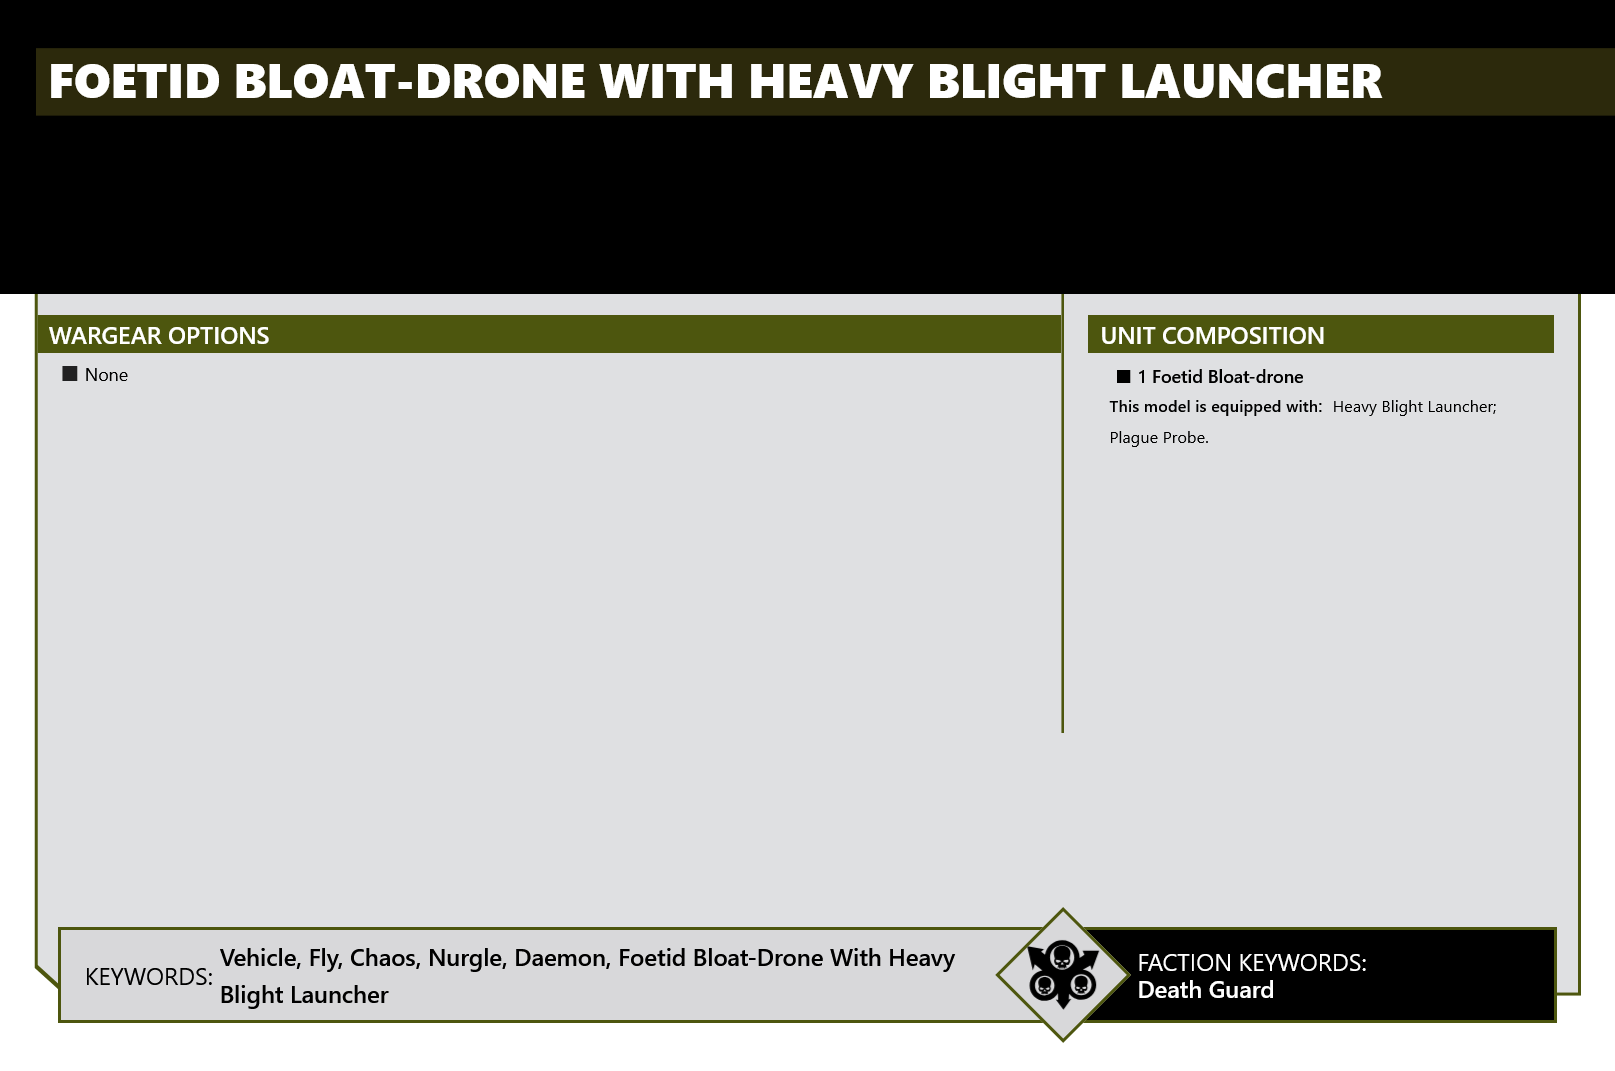 FOETID BLOAT-DRONE WITH HEAVY BLIGHT LAUNCHER
WARGEAR OPTIONS
■ None
UNIT COMPOSITION
■ 1 Foetid Bloat-drone
This model is equipped with: Heavy Blight Launcher;
Plague Probe.
KEYWORDS:
Vehicle, Fly, Chaos, Nurgle, Daemon, Foetid Bloat-Drone With Heavy
Blight Launcher
FACTION KEYWORDS:
Death Guard